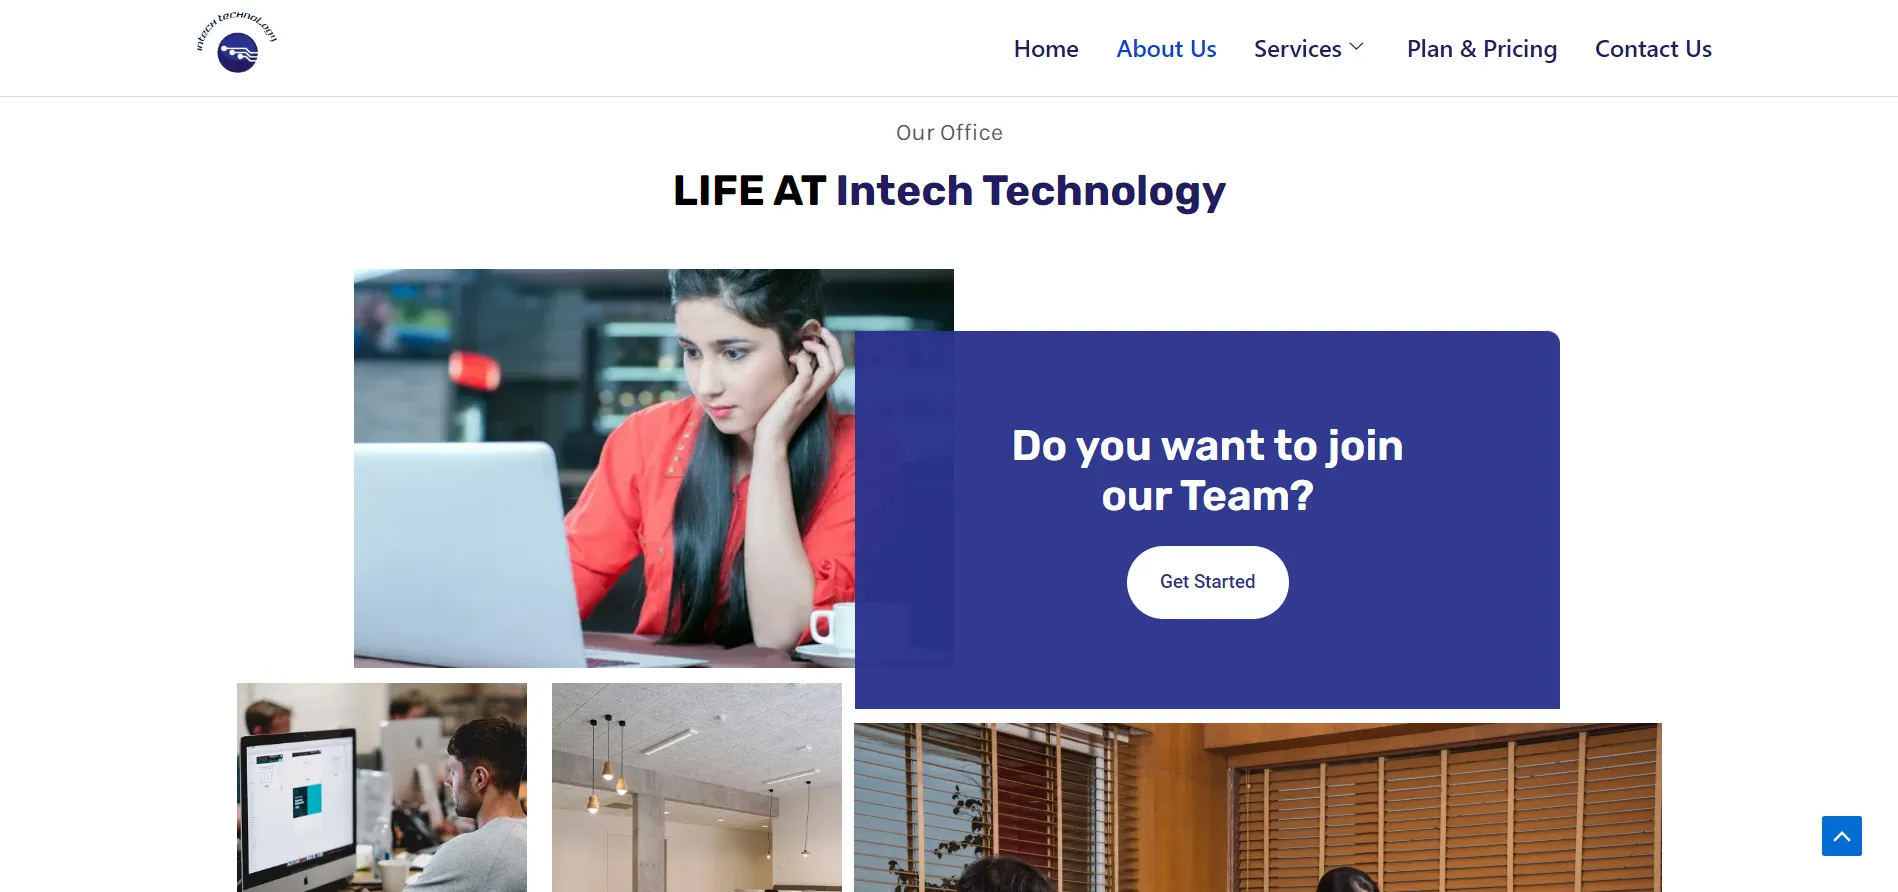 Intech Technology
Home
About Us
Services
Plan & Pricing
Contact Us
Our Office
LIFE AT Intech Technology
Do you want to join
our Team?
Get Started